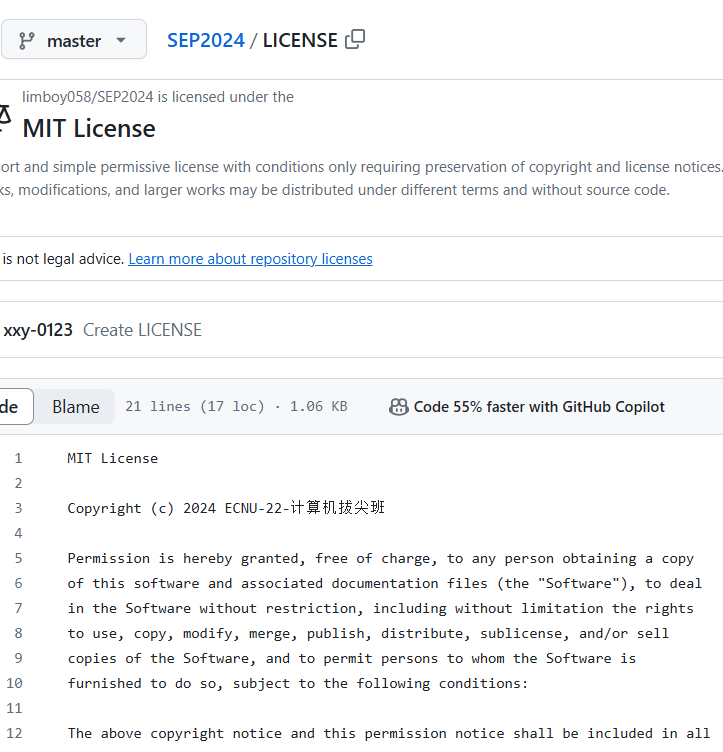 master
SEP2024 / LICENSE
limboy058/SEP2024 is licensed under the
MIT License
and simple permissive license with conditions only requiring preservation of copyright and license notices.
modifications, and larger works may be distributed under different terms and without source code.
is not legal advice. Learn more about repository licenses
xxy-0123 Create LICENSE
Blame 21 lines (17 loc) · 1.06 KB Code 55% faster with GitHub Copilot
1 MIT License
2
3 Copyright (c) 2024 ECNU-22-计算机拔尖班
4
5 Permission is hereby granted, free of charge, to any person obtaining a copy
6 of this software and associated documentation files (the "Software"), to deal
7 in the Software without restriction, including without limitation the rights
8 to use, copy, modify, merge, publish, distribute, sublicense, and/or sell
9 copies of the Software, and to permit persons to whom the Software is
10 furnished to do so, subject to the following conditions:
11
12 The above copyright notice and this permission notice shall be included in all